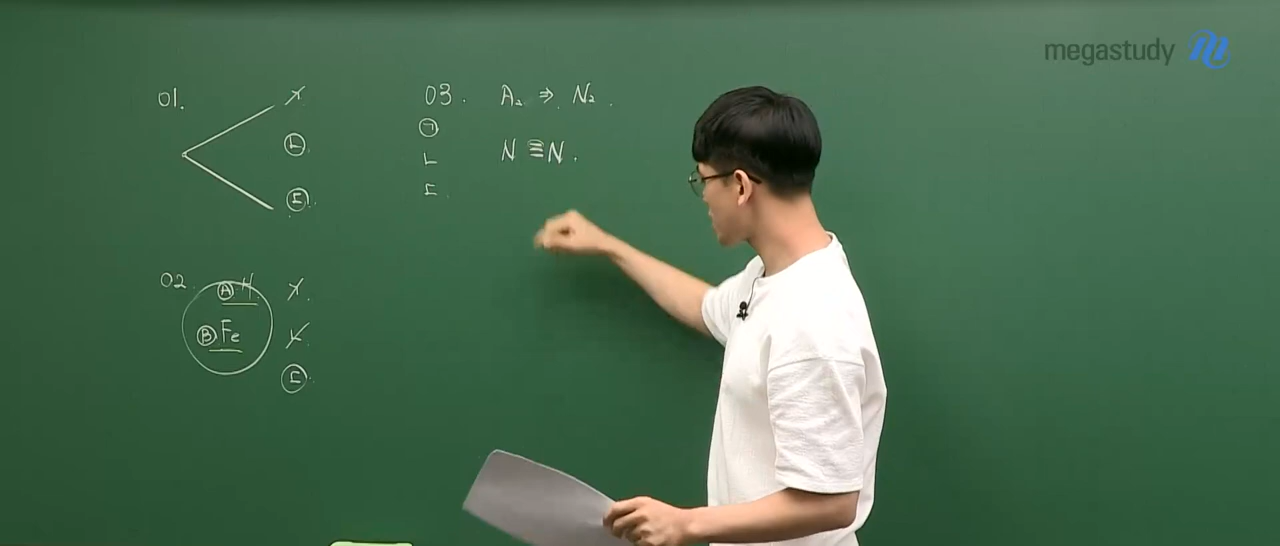 megastudy
01.
ㄴ.
ㄷ.
02.
Ⓐ H.
Ⓑ Fe
ㄷ.
03. A₂ ⇒ N₂.
ㄱ
ㄴ
ㄷ.
N≡N.